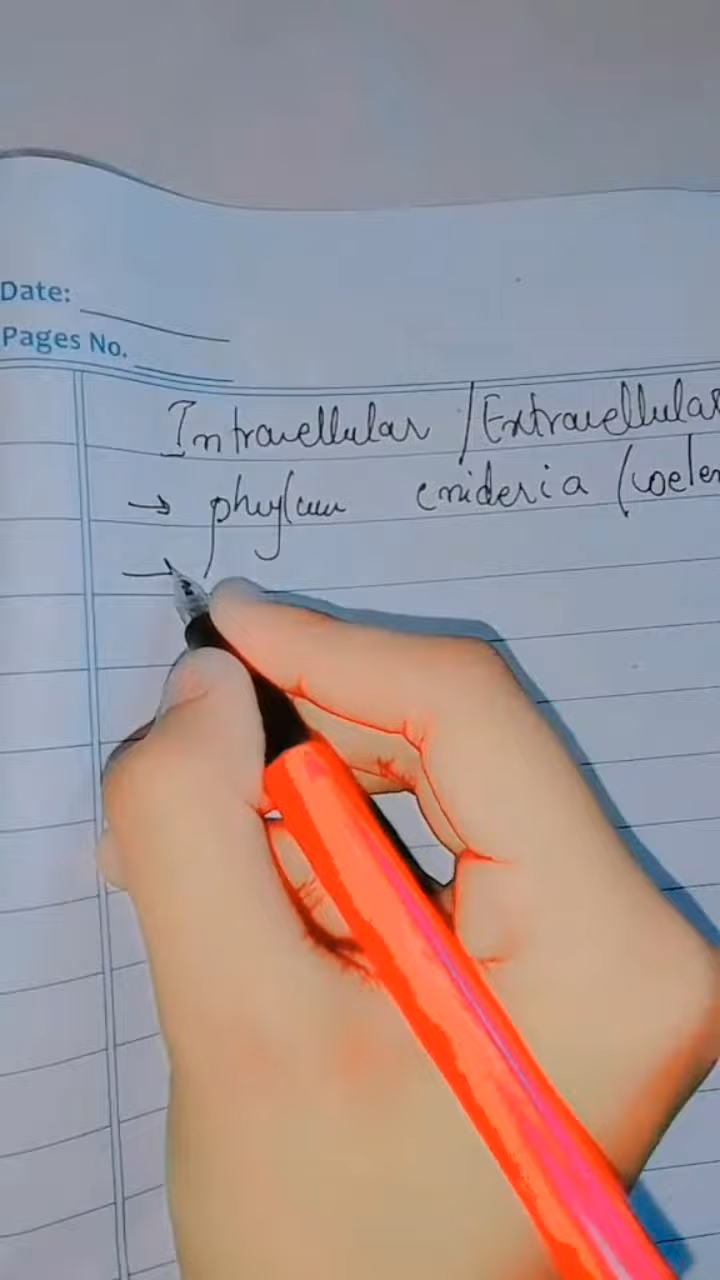 Date:
Pages No.
Intracellular / Extracellular
→ phylum cnideria (coelen